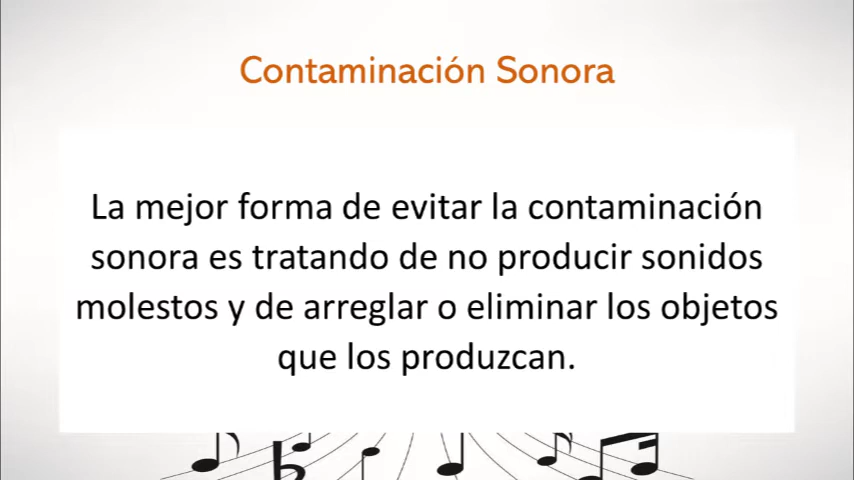 Contaminación Sonora
La mejor forma de evitar la contaminación
sonora es tratando de no producir sonidos
molestos y de arreglar o eliminar los objetos
que los produzcan.